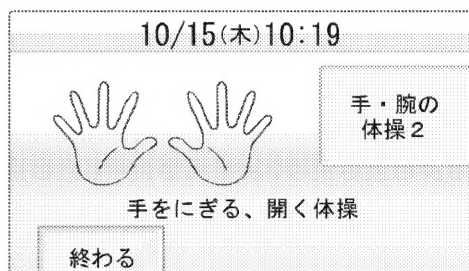 10/15(木)10:19
手・腕の
体操2
手をにぎる、開く体操
終わる